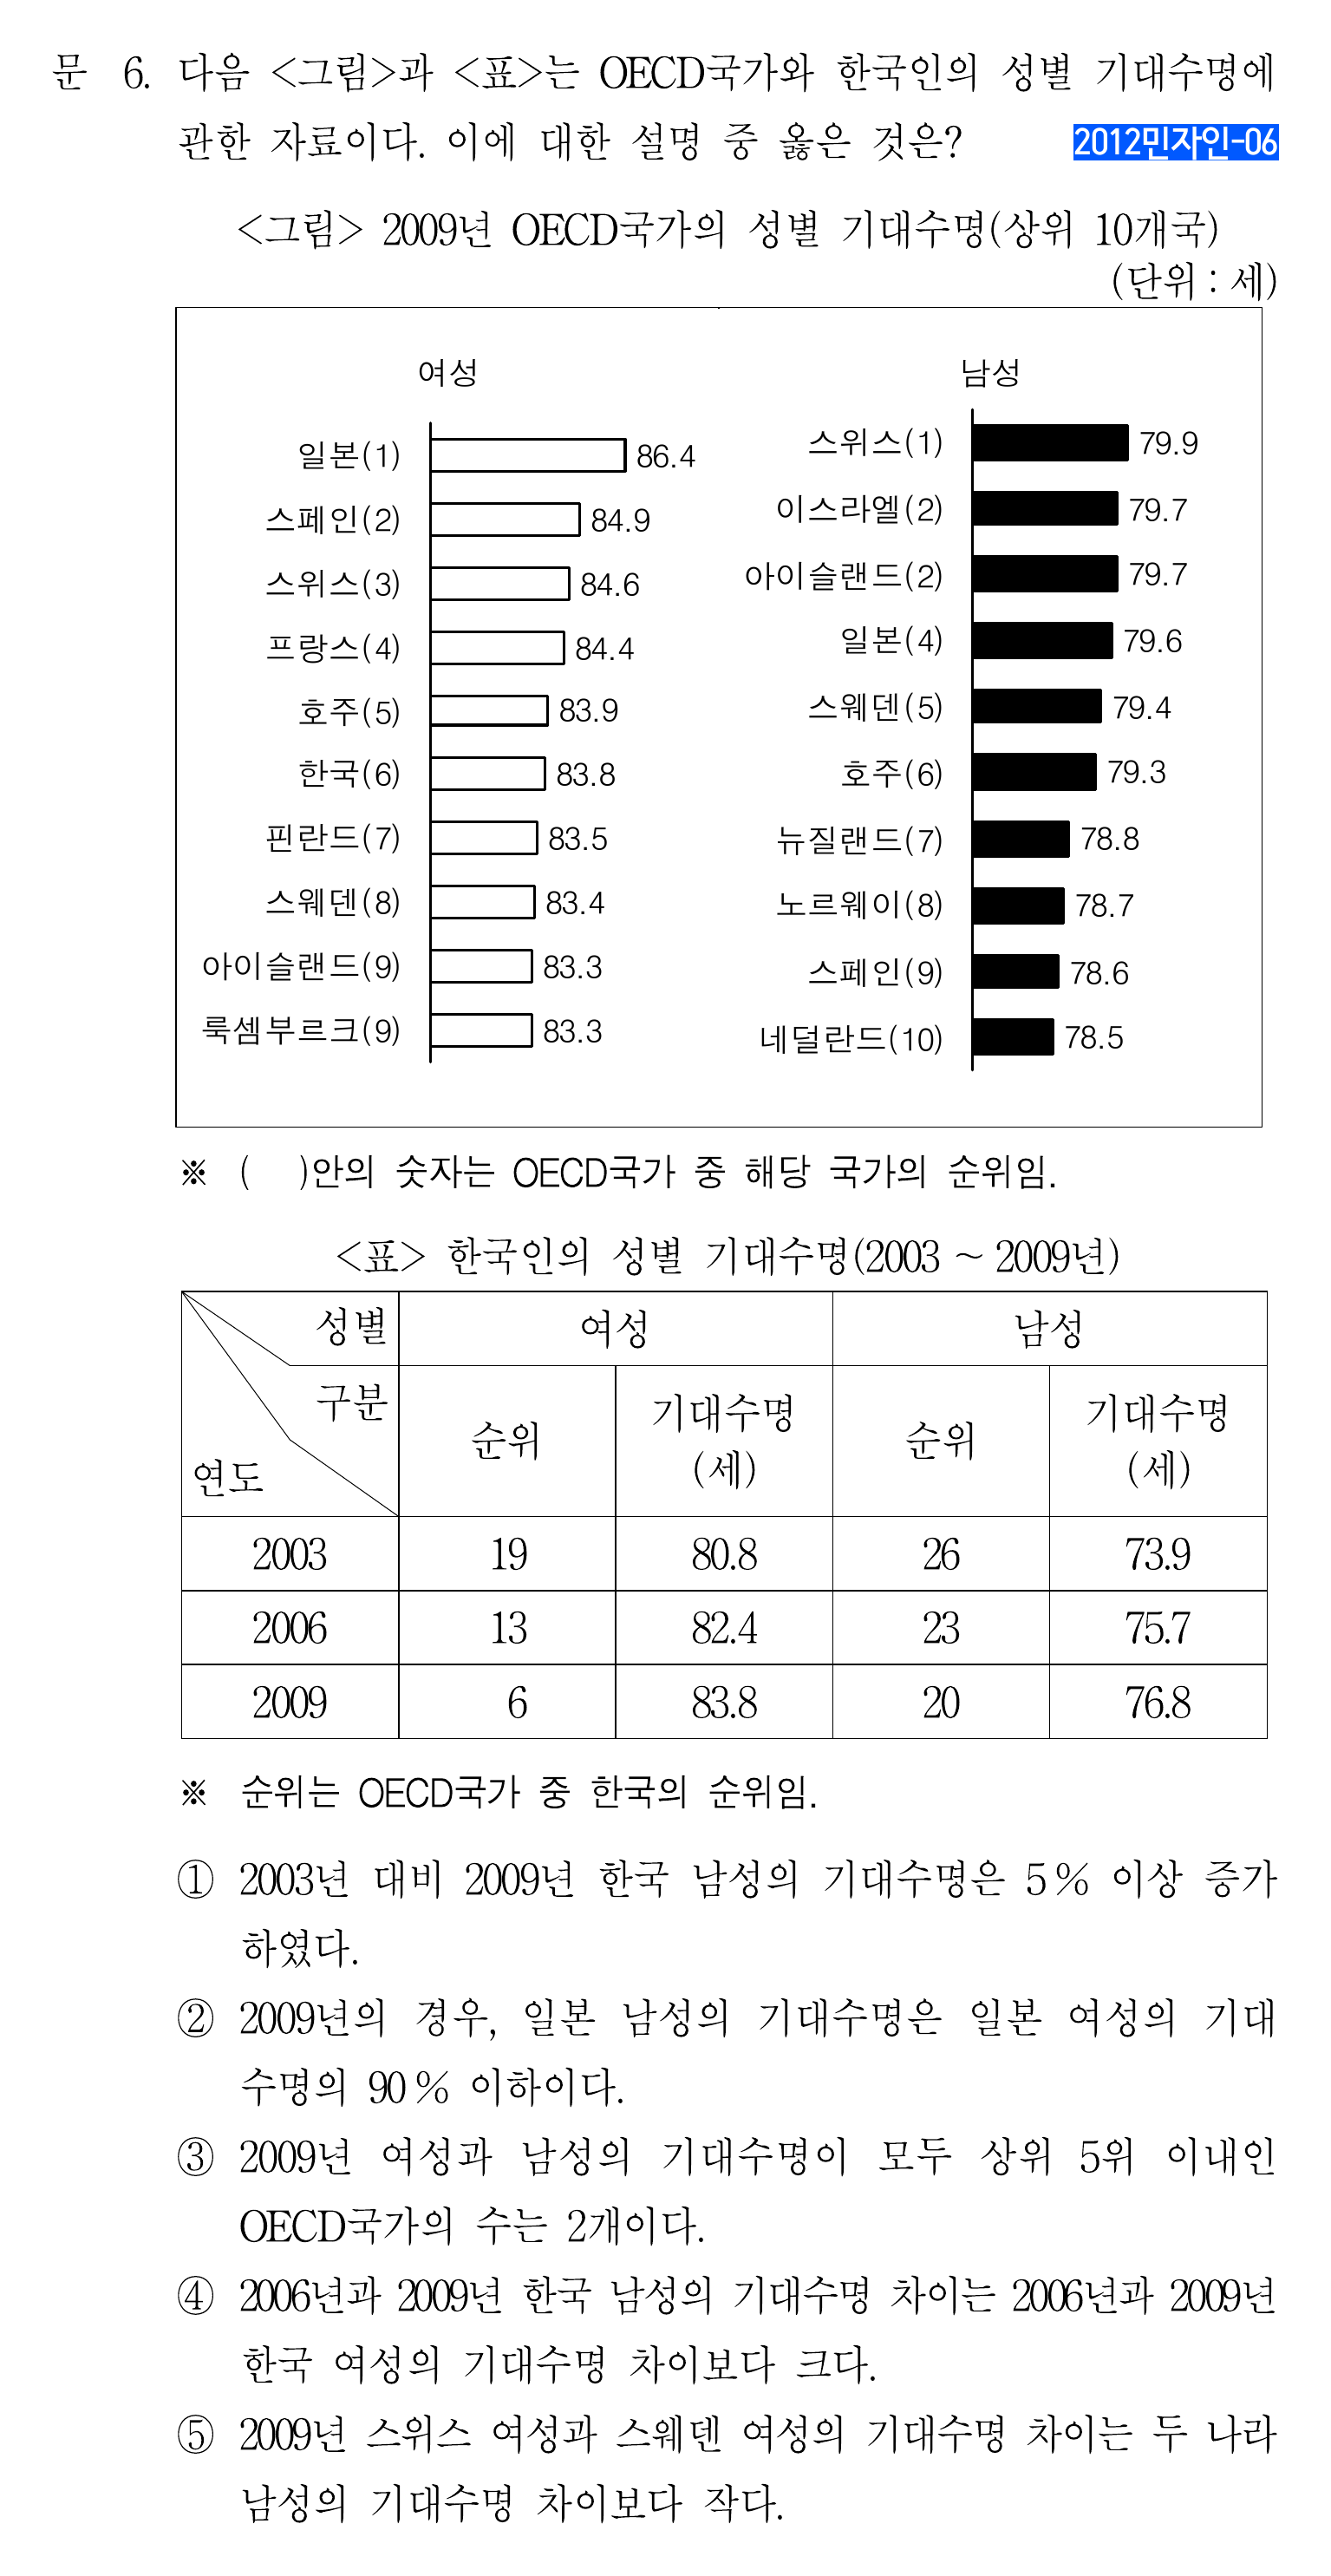 문 6. 다음 <그림>과 <표>는 OECD국가와 한국인의 성별 기대수명에
관한 자료이다. 이에 대한 설명 중 옳은 것은?
2012민자인-06
<그림> 2009년 OECD국가의 성별 기대수명(상위 10개국)
(단위 : 세)
여성
일본(1) 86.4
스페인(2) 84.9
스위스(3) 84.6
프랑스(4) 84.4
호주(5) 83.9
한국(6) 83.8
핀란드(7) 83.5
스웨덴(8) 83.4
아이슬랜드(9) 83.3
룩셈부르크(9) 83.3
남성
스위스(1) 79.9
이스라엘(2) 79.7
아이슬랜드(2) 79.7
일본(4) 79.6
스웨덴(5) 79.4
호주(6) 79.3
뉴질랜드(7) 78.8
노르웨이(8) 78.7
스페인(9) 78.6
네덜란드(10) 78.5
※ ( )안의 숫자는 OECD국가 중 해당 국가의 순위임.
<표> 한국인의 성별 기대수명(2003 ~ 2009년)
성별 여성 남성
구분
연도
순위 기대수명 순위 기대수명
(세) (세)
2003 19 80.8 26 73.9
2006 13 82.4 23 75.7
2009 6 83.8 20 76.8
※ 순위는 OECD국가 중 한국의 순위임.
① 2003년 대비 2009년 한국 남성의 기대수명은 5% 이상 증가
하였다.
② 2009년의 경우, 일본 남성의 기대수명은 일본 여성의 기대
수명의 90% 이하이다.
③ 2009년 여성과 남성의 기대수명이 모두 상위 5위 이내인
OECD국가의 수는 2개이다.
④ 2006년과 2009년 한국 남성의 기대수명 차이는 2006년과 2009년
한국 여성의 기대수명 차이보다 크다.
⑤ 2009년 스위스 여성과 스웨덴 여성의 기대수명 차이는 두 나라
남성의 기대수명 차이보다 작다.